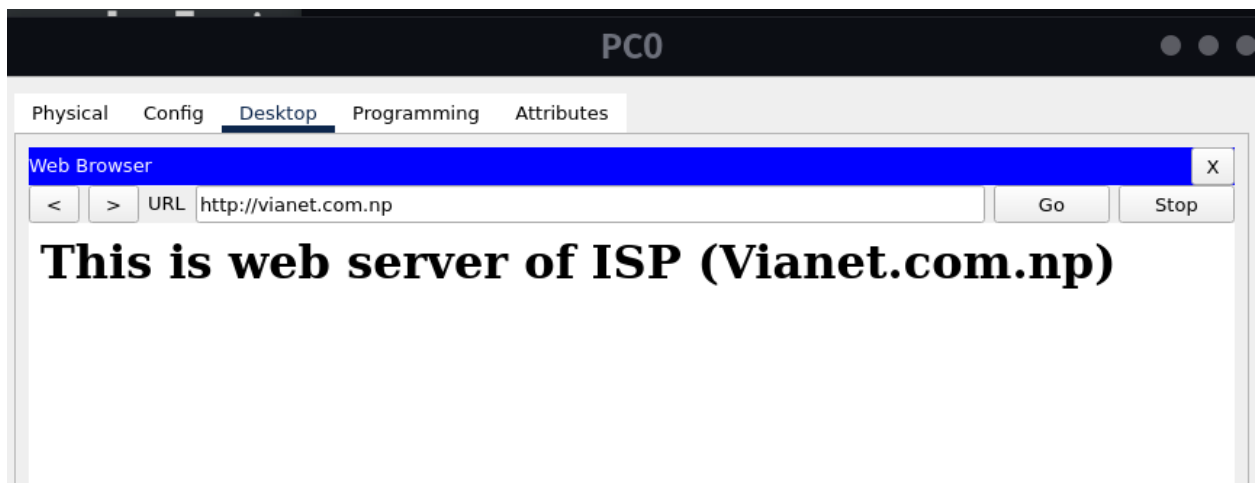 PC0
Physical Config Desktop Programming Attributes
Web Browser X
< > URL http://vianet.com.np Go Stop
This is web server of ISP (Vianet.com.np)